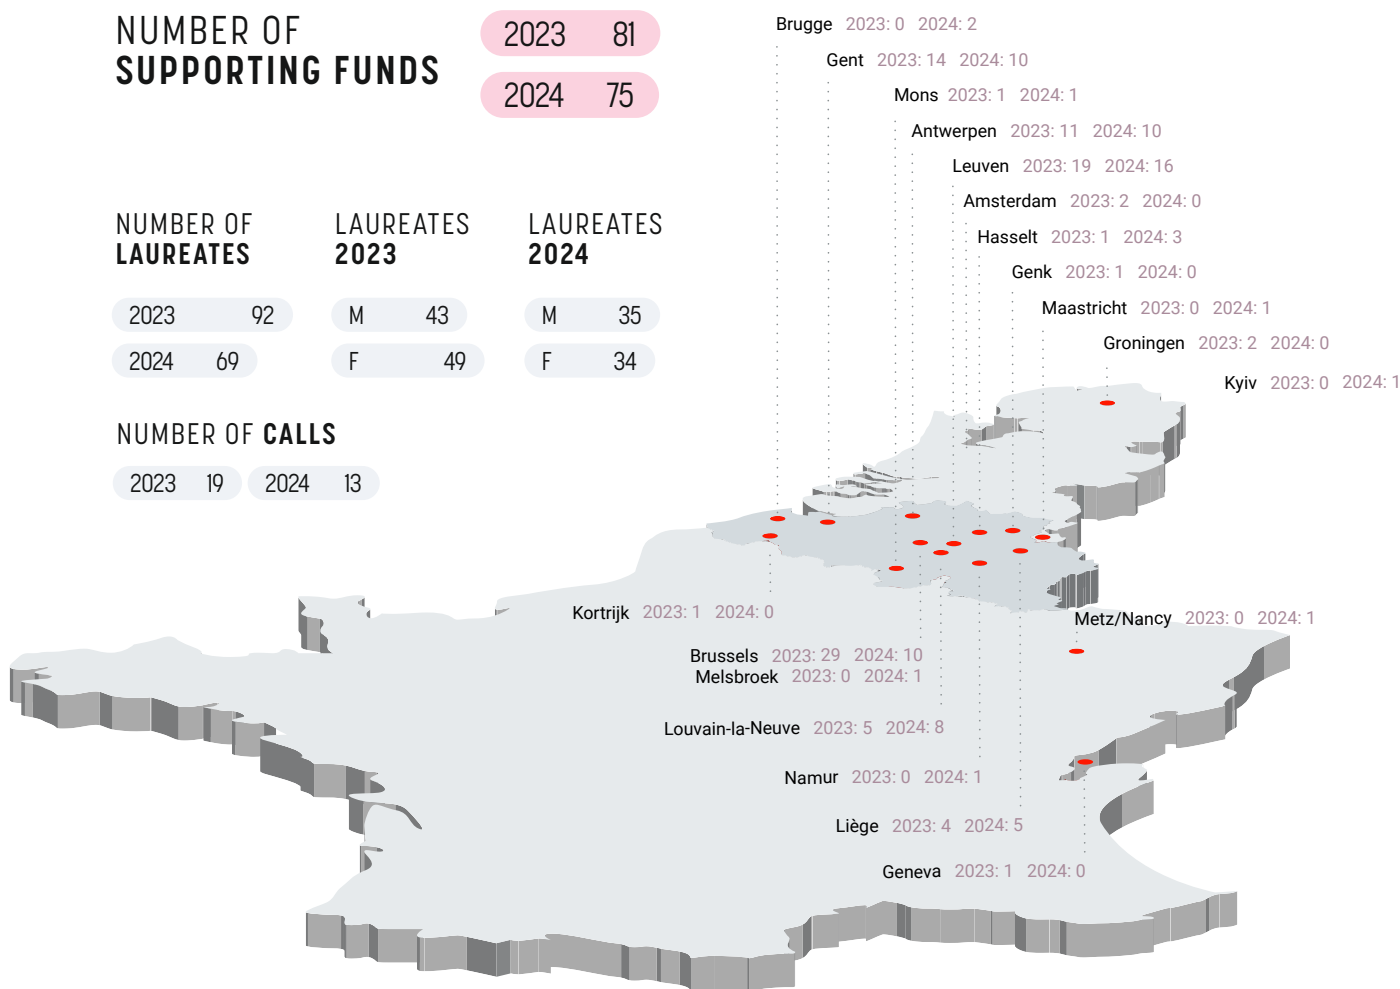 NUMBER OF
SUPPORTING FUNDS
2023 81
2024 75
NUMBER OF
LAUREATES
2023 92
2024 69
LAUREATES
2023
M 43
F 49
LAUREATES
2024
M 35
F 34
NUMBER OF CALLS
2023 19 2024 13
Brugge 2023: 0 2024: 2
Gent 2023: 14 2024: 10
Mons 2023: 1 2024: 1
Antwerpen 2023: 11 2024: 10
Leuven 2023: 19 2024: 16
Amsterdam 2023: 2 2024: 0
Hasselt 2023: 1 2024: 3
Genk 2023: 1 2024: 0
Maastricht 2023: 0 2024: 1
Groningen 2023: 2 2024: 0
Kyiv 2023: 0 2024: 1
Kortrijk 2023: 1 2024: 0
Metz/Nancy 2023: 0 2024: 1
Brussels 2023: 29 2024: 10
Melsbroek 2023: 0 2024: 1
Louvain-la-Neuve 2023: 5 2024: 8
Namur 2023: 0 2024: 1
Liège 2023: 4 2024: 5
Geneva 2023: 1 2024: 0